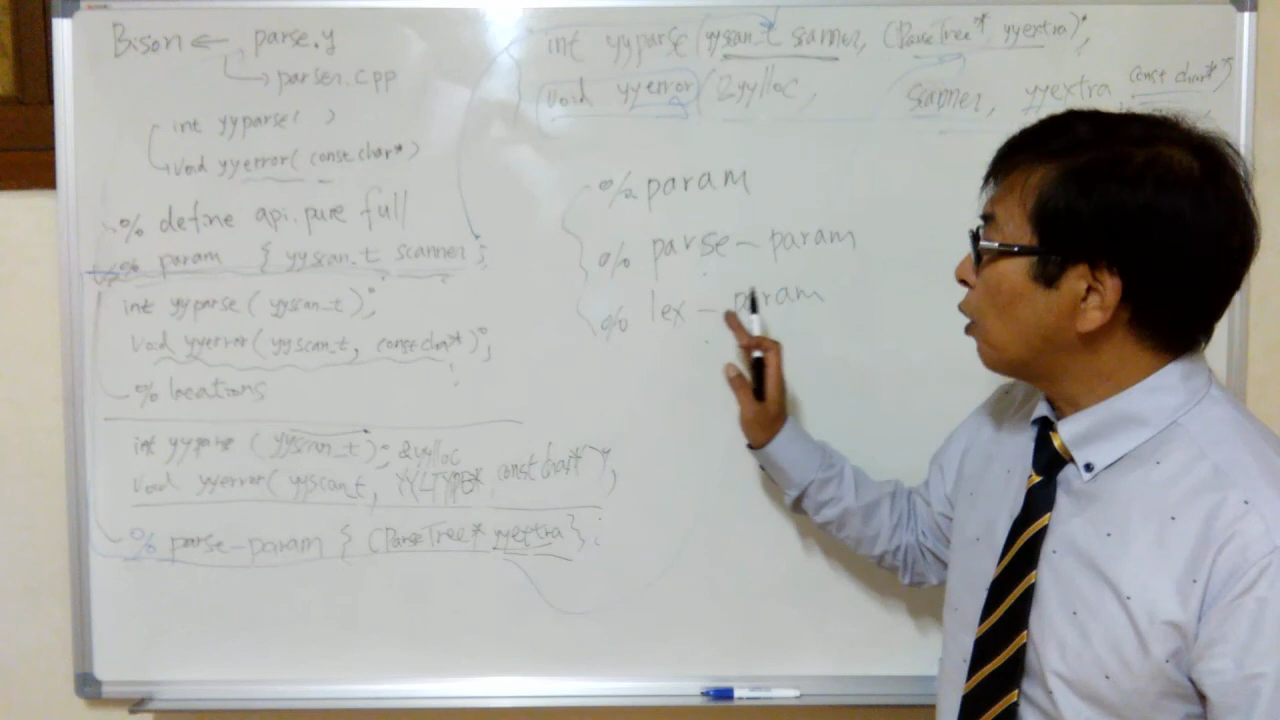 Bison ← parse.y
→ parser.cpp
int yyparse( )
void yyerror( const char*)
% define api.pure full
% param { yyscan_t scanner };
int yyparse ( yyscan_t );
void yyerror( yyscan_t, const char* );
% locations
int yyparse ( yyscan_t ); &yylloc
void yyerror( yyscan_t, YYLTYPE*, const char* );
% parse-param { CParseTree* yyextra };
int yyparse (yyscan_t scanner, CParseTree*, yyextra);
void yyerror (&yylloc, scanner, yyextra const char*)
% param
% parse-param
% lex-param